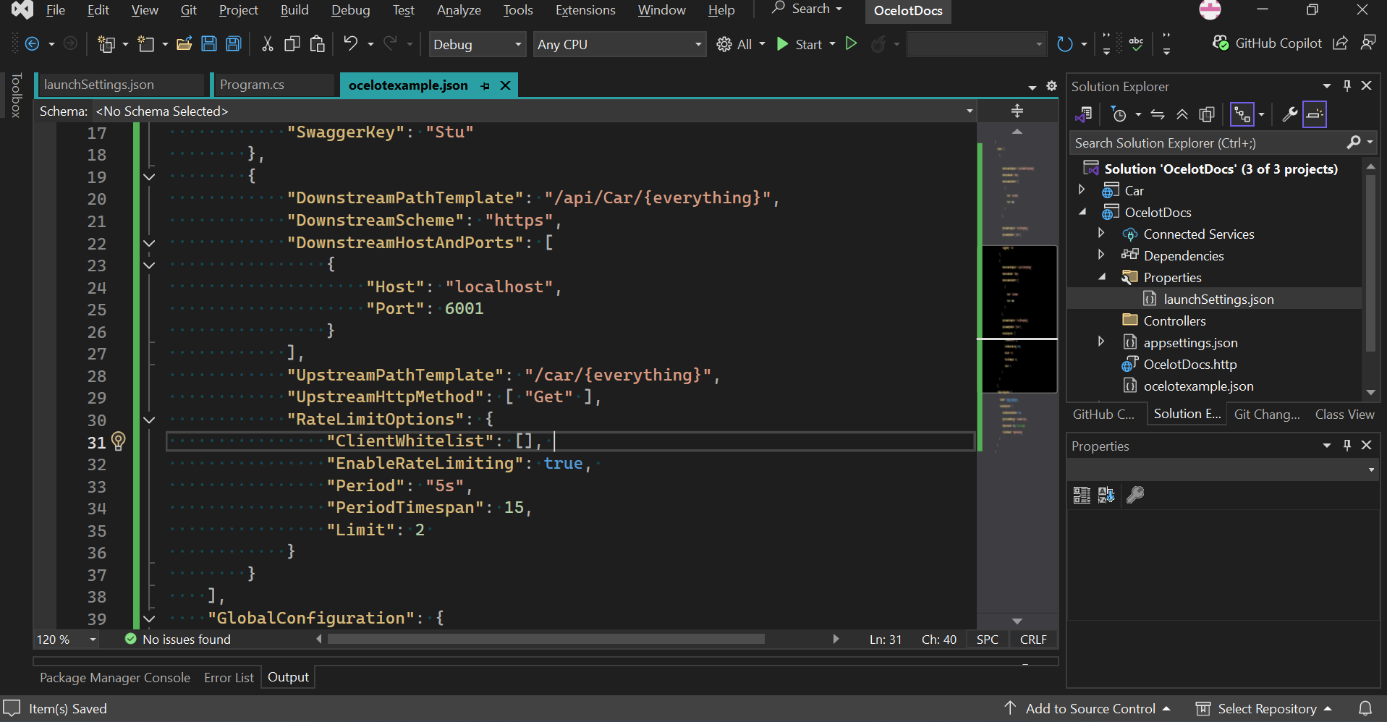 File Edit View Git Project Build Debug Test Analyze Tools Extensions Window Help Search OcelotDocs
Debug Any CPU All Start abc GitHub Copilot
Toolbox
launchSettings.json Program.cs ocelotexample.json
Schema: <No Schema Selected>
17 "SwaggerKey": "Stu"
18 },
19 {
20 "DownstreamPathTemplate": "/api/Car/{everything}",
21 "DownstreamScheme": "https",
22 "DownstreamHostAndPorts": [
23 {
24 "Host": "localhost",
25 "Port": 6001
26 }
27 ],
28 "UpstreamPathTemplate": "/car/{everything}",
29 "UpstreamHttpMethod": [ "Get" ],
30 "RateLimitOptions": {
31 "ClientWhitelist": [],
32 "EnableRateLimiting": true,
33 "Period": "5s",
34 "PeriodTimespan": 15,
35 "Limit": 2
36 }
37 }
38 ],
39 "GlobalConfiguration": {
120 % No issues found Ln: 31 Ch: 40 SPC CRLF
Package Manager Console Error List Output
Solution Explorer
Search Solution Explorer (Ctrl+;)
Solution 'OcelotDocs' (3 of 3 projects)
Car
OcelotDocs
Connected Services
Dependencies
Properties
launchSettings.json
Controllers
appsettings.json
OcelotDocs.http
ocelotexample.json
GitHub C... Solution E... Git Chang... Class View
Properties
Item(s) Saved Add to Source Control Select Repository